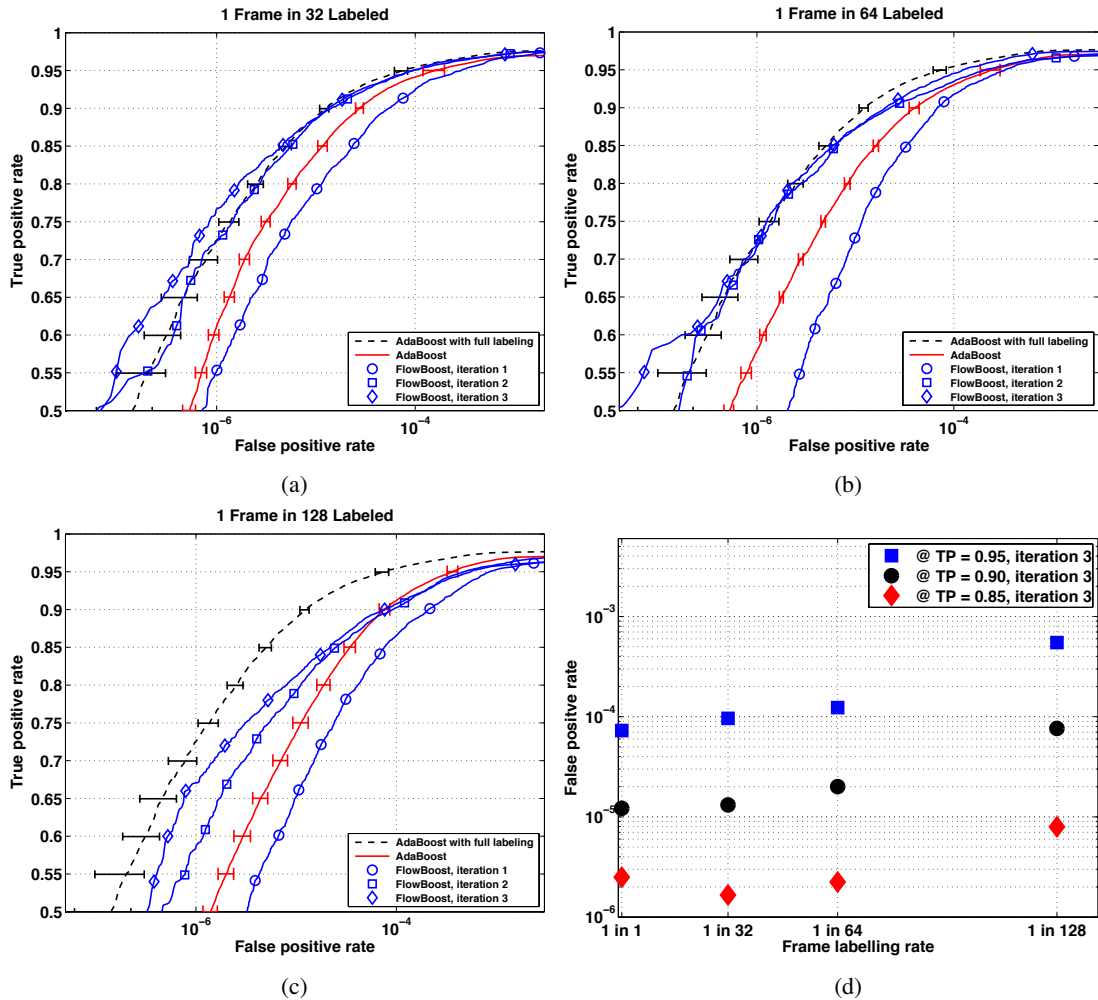 1 Frame in 32 Labeled
True positive rate
1
0.95
0.9
0.85
0.8
0.75
0.7
0.65
0.6
0.55
0.5
AdaBoost with full labeling
AdaBoost
FlowBoost, iteration 1
FlowBoost, iteration 2
FlowBoost, iteration 3
10^-6
10^-4
False positive rate
(a)
1 Frame in 64 Labeled
True positive rate
1
0.95
0.9
0.85
0.8
0.75
0.7
0.65
0.6
0.55
0.5
AdaBoost with full labeling
AdaBoost
FlowBoost, iteration 1
FlowBoost, iteration 2
FlowBoost, iteration 3
10^-6
10^-4
False positive rate
(b)
1 Frame in 128 Labeled
True positive rate
1
0.95
0.9
0.85
0.8
0.75
0.7
0.65
0.6
0.55
0.5
AdaBoost with full labeling
AdaBoost
FlowBoost, iteration 1
FlowBoost, iteration 2
FlowBoost, iteration 3
10^-6
10^-4
False positive rate
(c)
@ TP = 0.95, iteration 3
@ TP = 0.90, iteration 3
@ TP = 0.85, iteration 3
False positive rate
10^-3
10^-4
10^-5
10^-6
1 in 1
1 in 32
1 in 64
1 in 128
Frame labelling rate
(d)